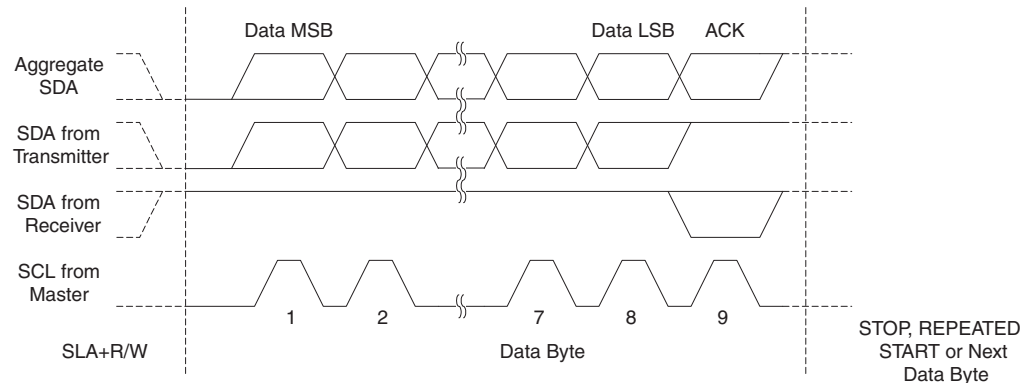 Data MSB
Data LSB
ACK
Aggregate
SDA
SDA from
Transmitter
SDA from
Receiver
SCL from
Master
1
2
7
8
9
SLA+R/W
Data Byte
STOP, REPEATED
START or Next
Data Byte